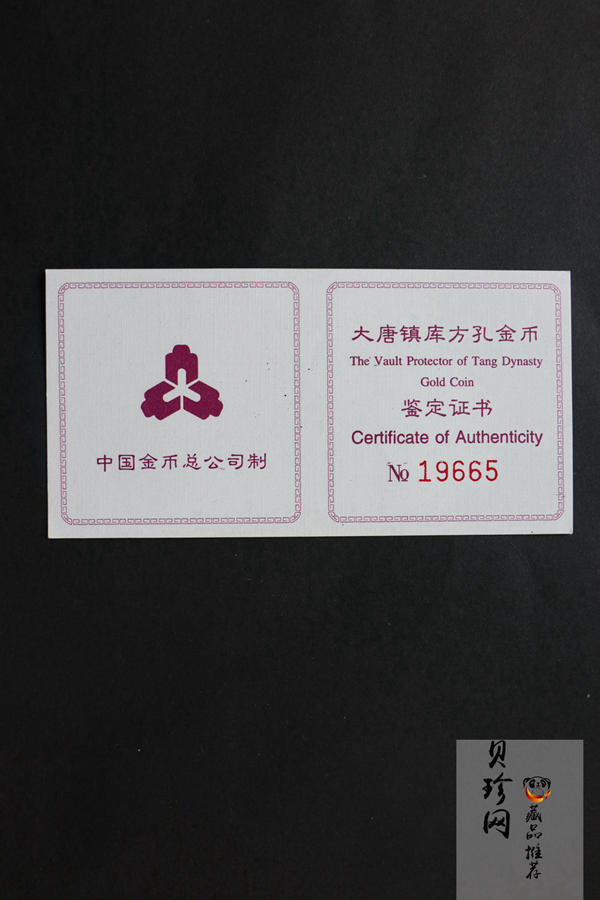 中国金币总公司制
大唐镇库方孔金币
The Vault Protector of Tang Dynasty
Gold Coin
鉴定证书
Certificate of Authenticity
№ 19665
贝珍网
藏品推荐